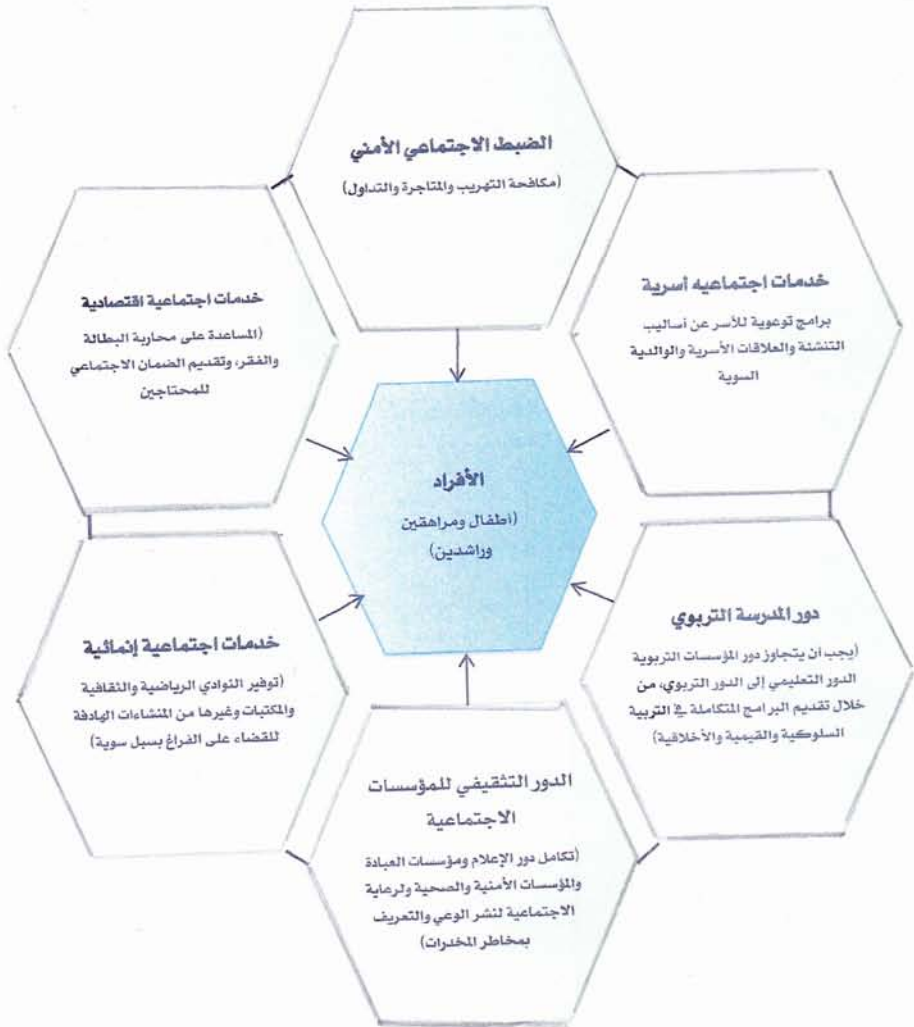 الضبط الاجتماعي الأمني
(مكافحة التهريب والمتاجرة والتداول)
خدمات اجتماعيه أسرية
برامج توعوية للأسر عن أساليب
التنشئة والعلاقات الأسرية والوالدية
السوية
خدمات اجتماعية اقتصادية
(المساعدة على محاربة البطالة
والفقر، وتقديم الضمان الاجتماعي
للمحتاجين
الأفراد
(أطفال ومراهقين
وراشدين)
دور المدرسة التربوي
(يجب ان يتجاوز دور المؤسسات التربوية
الدور التعليمي إلى الدور التربوي، من
خلال تقديم البرامج المتكاملة في التربية
السلوكية والقيمية والأخلاقية)
خدمات اجتماعية إنمائية
(توفير النوادي الرياضية والثقافية
والمكتبات وغيرها من المنشاءات الهادفة
للقضاء على الفراغ بسبل سوية)
الدور التثقيفي للمؤسسات
الاجتماعية
(تكامل دور الإعلام ومؤسسات العبادة
والمؤسسات الأمنية والصحية ولرعاية
الاجتماعية لنشر الوعي والتعريف
بمخاطر المخدرات)